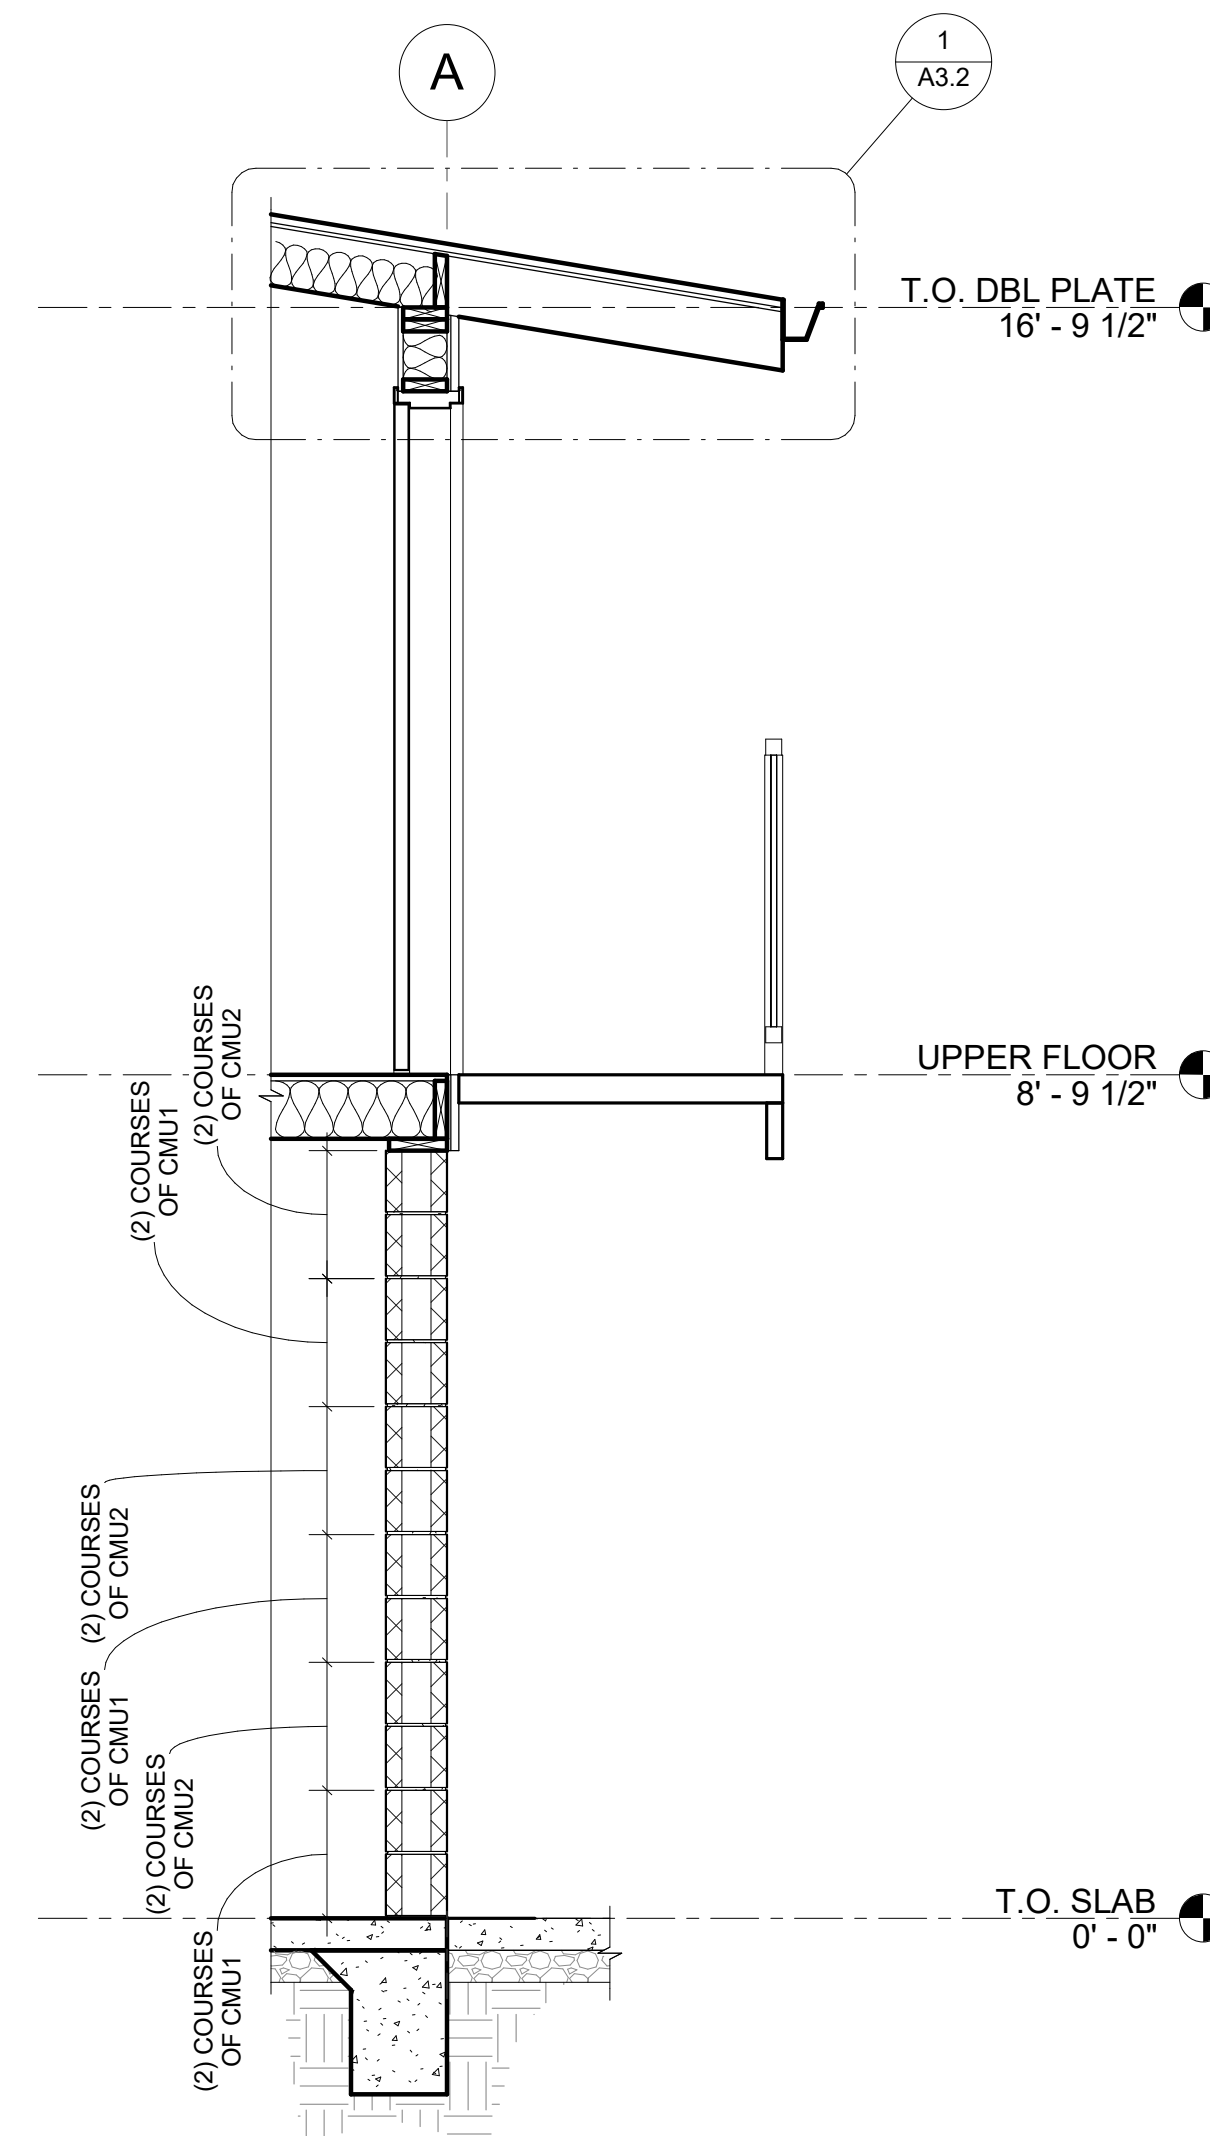 A
1
A3.2
T.O. DBL PLATE
16' - 9 1/2"
UPPER FLOOR
8' - 9 1/2"
(2) COURSES
OF CMU2
(2) COURSES
OF CMU1
(2) COURSES
OF CMU2
(2) COURSES
OF CMU1
(2) COURSES
OF CMU2
(2) COURSES
OF CMU1
T.O. SLAB
0' - 0"